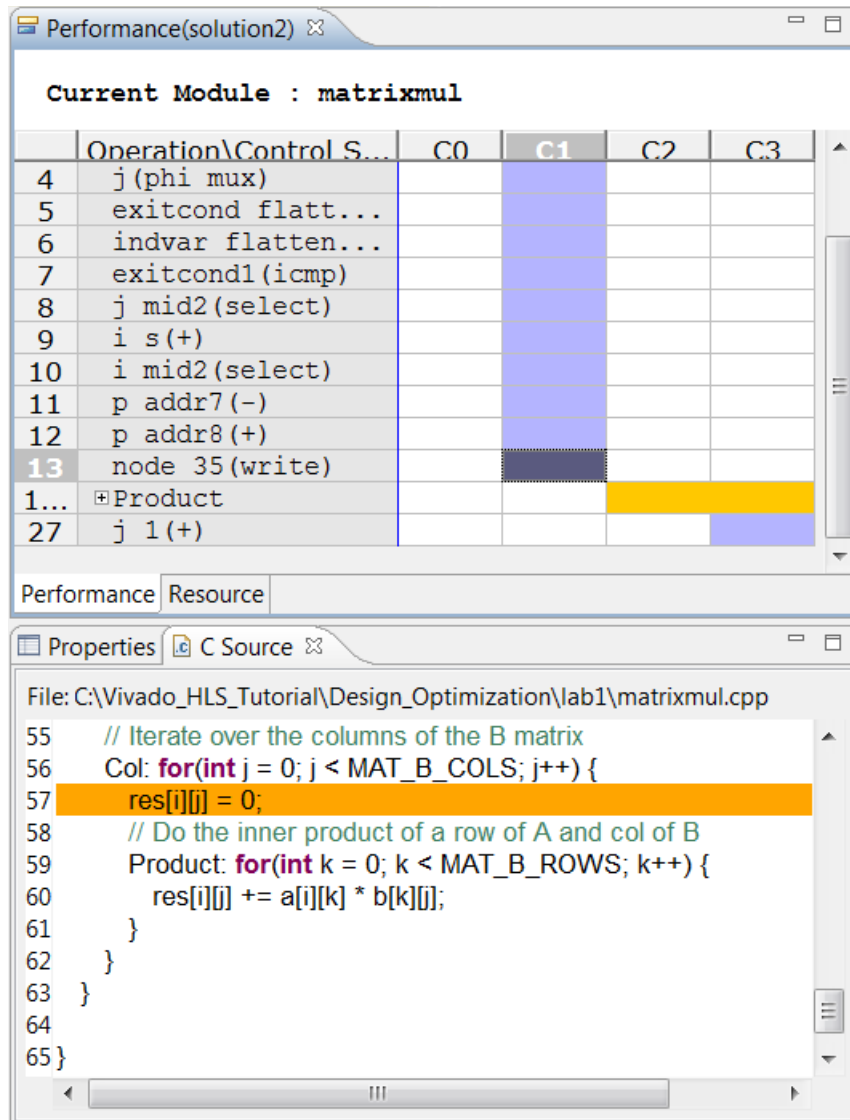 Performance(solution2)
Current Module : matrixmul
Operation\Control S... C0 C1 C2 C3
4 j(phi mux)
5 exitcond flatt...
6 indvar flatten...
7 exitcond1(icmp)
8 j mid2(select)
9 i s(+)
10 i mid2(select)
11 p addr7(-)
12 p addr8(+)
13 node 35(write)
1... Product
27 j 1(+)
Performance Resource
Properties C Source
File: C:\Vivado_HLS_Tutorial\Design_Optimization\lab1\matrixmul.cpp
55 // Iterate over the columns of the B matrix
56 Col: for(int j = 0; j < MAT_B_COLS; j++) {
57 res[i][j] = 0;
58 // Do the inner product of a row of A and col of B
59 Product: for(int k = 0; k < MAT_B_ROWS; k++) {
60 res[i][j] += a[i][k] * b[k][j];
61 }
62 }
63 }
64
65 }